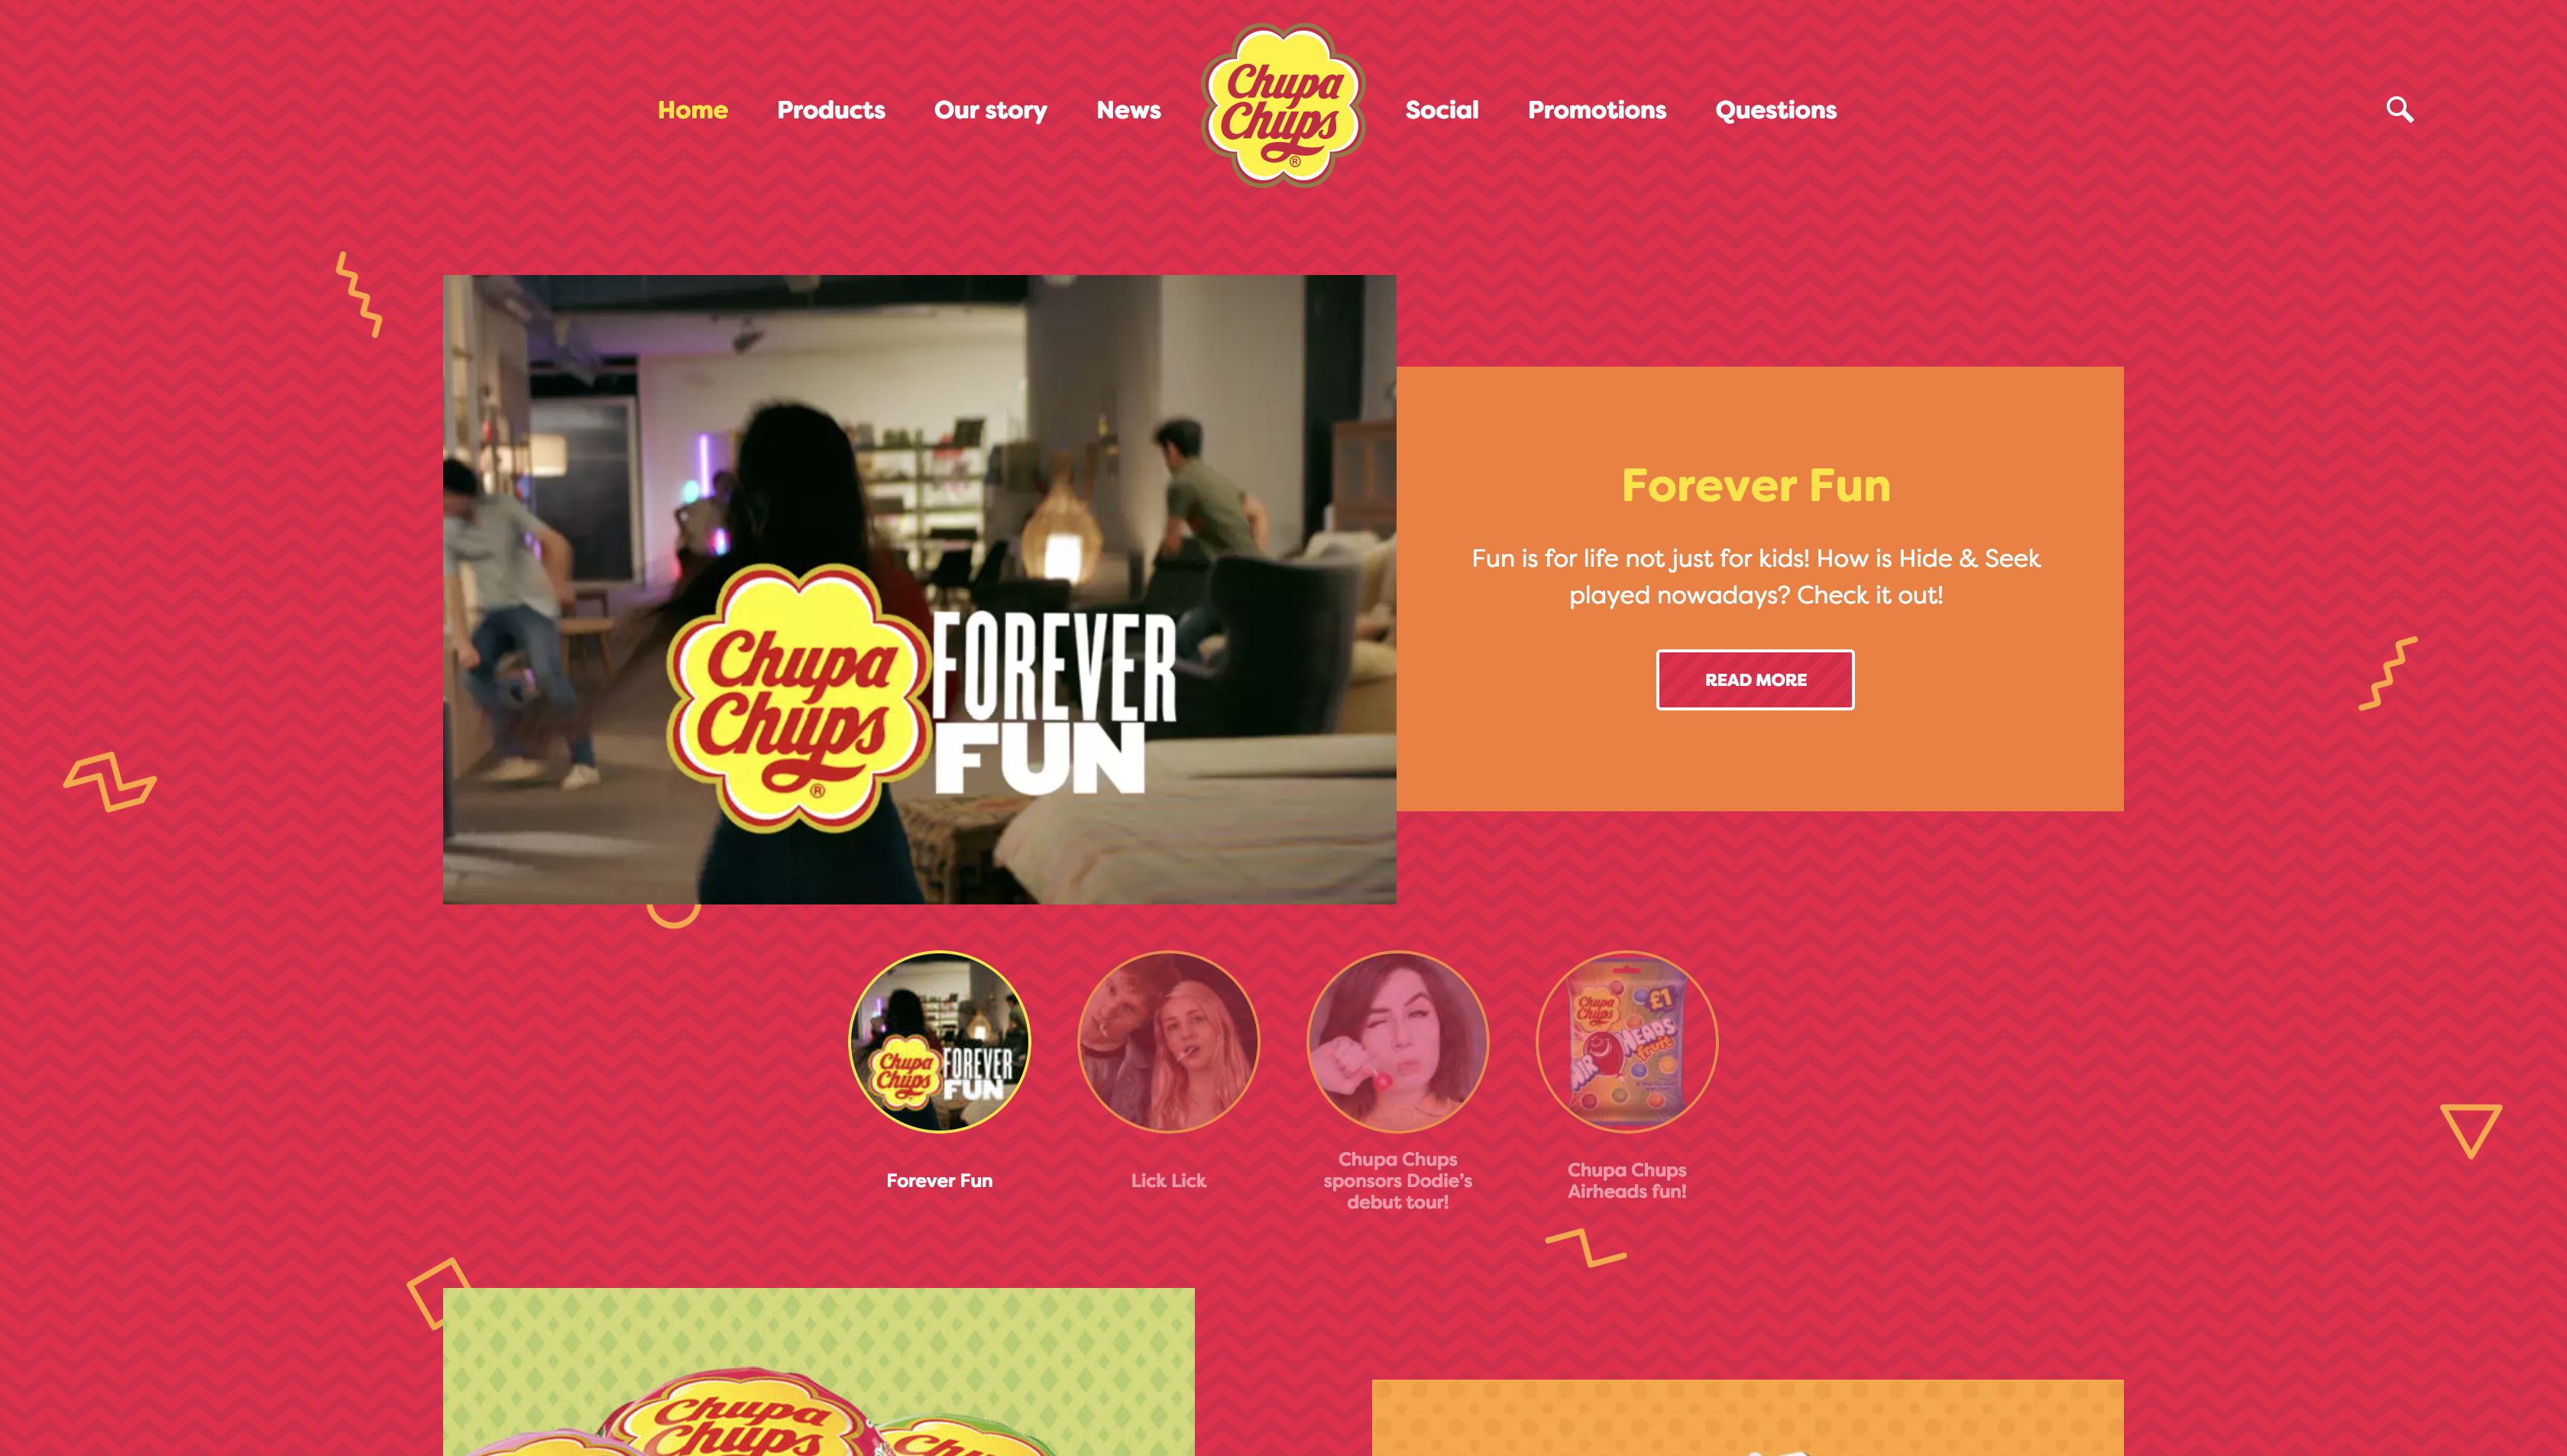 Home
Products
Our story
News
Chupa
Chups
®
Social
Promotions
Questions
Chupa
Chups
®
FOREVER
FUN
Forever Fun
Fun is for life not just for kids! How is Hide & Seek
played nowadays? Check it out!
READ MORE
Chupa
Chups
FOREVER
FUN
Chupa
Chups
£1
AIR
HEADS
fruit
Forever Fun
Lick Lick
Chupa Chups
sponsors Dodie’s
debut tour!
Chupa Chups
Airheads fun!
Chupa
Chups